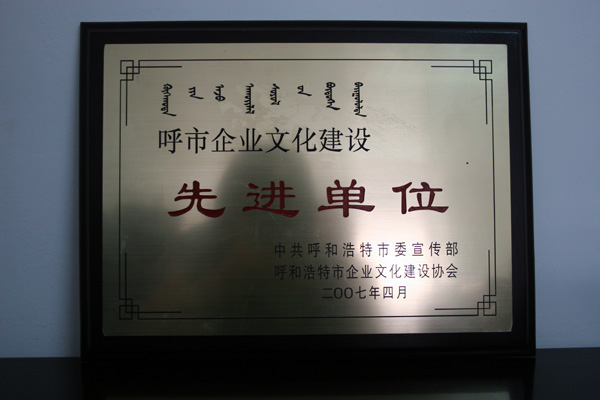 呼市企业文化建设
先进单位
中共呼和浩特市委宣传部
呼和浩特市企业文化建设协会
二〇〇七年四月